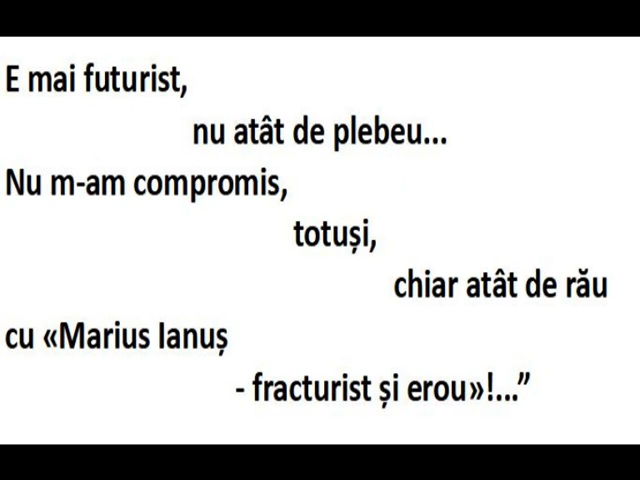 E mai futurist,
nu atât de plebeu...
Nu m-am compromis,
totuși,
chiar atât de rău
cu «Marius Ianuș
- fracturist și erou»!...”